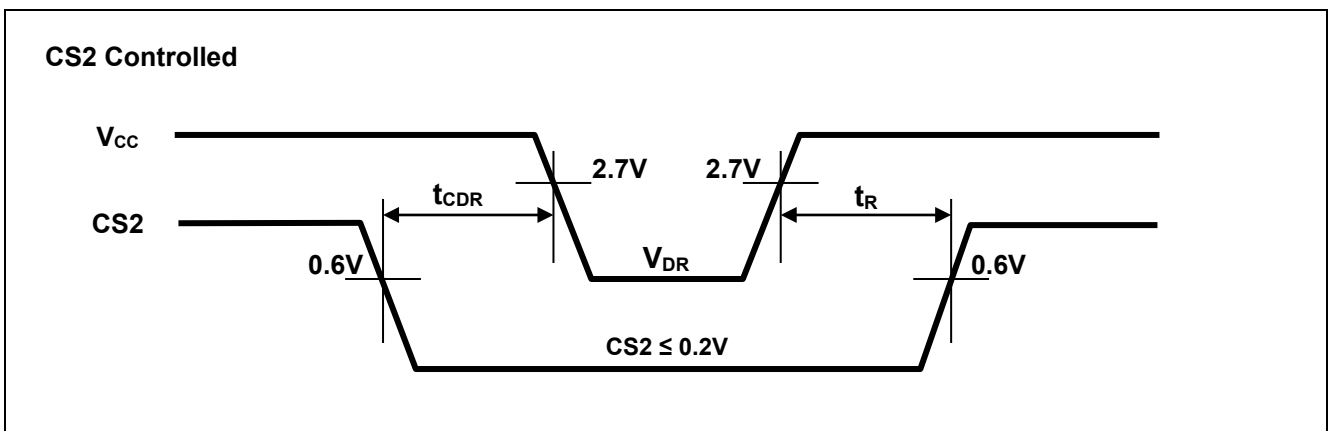 CS2 Controlled
VCC
2.7V 2.7V
tCDR tR
CS2
0.6V VDR 0.6V
CS2 ≤ 0.2V